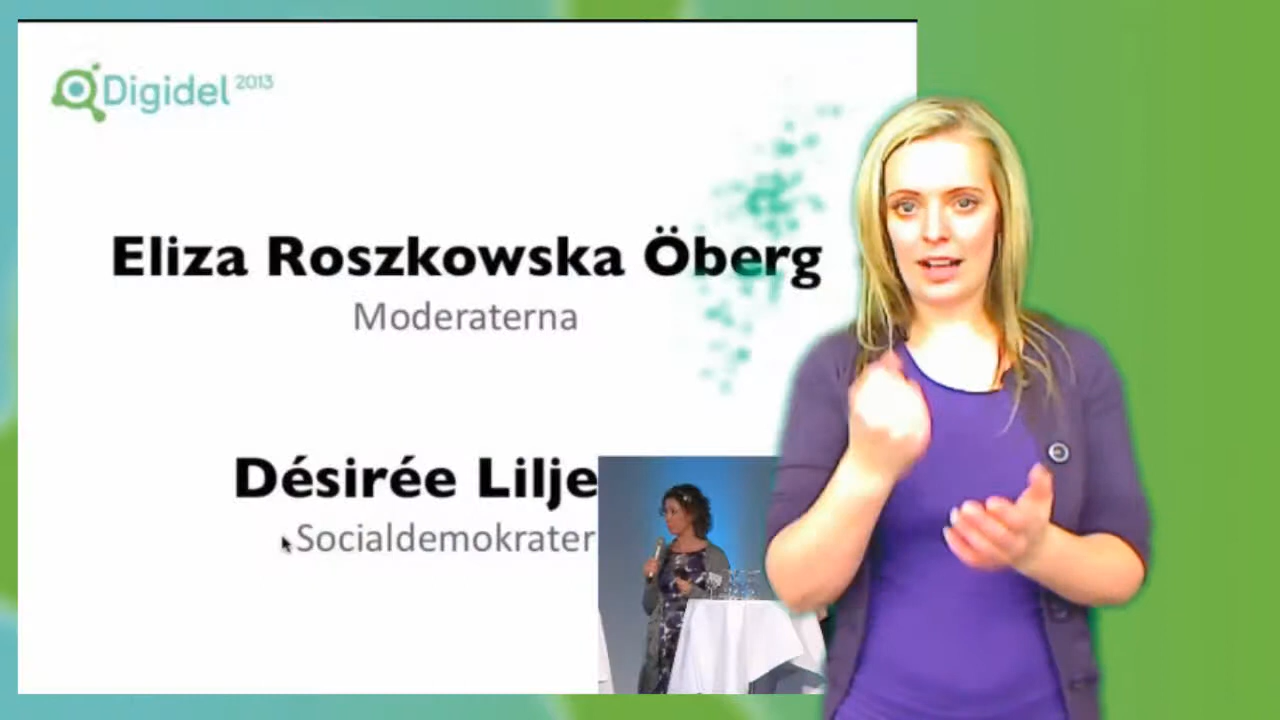 Digidel 2013
Eliza Roszkowska Öberg
Moderaterna
Désirée Lilje
Socialdemokrater